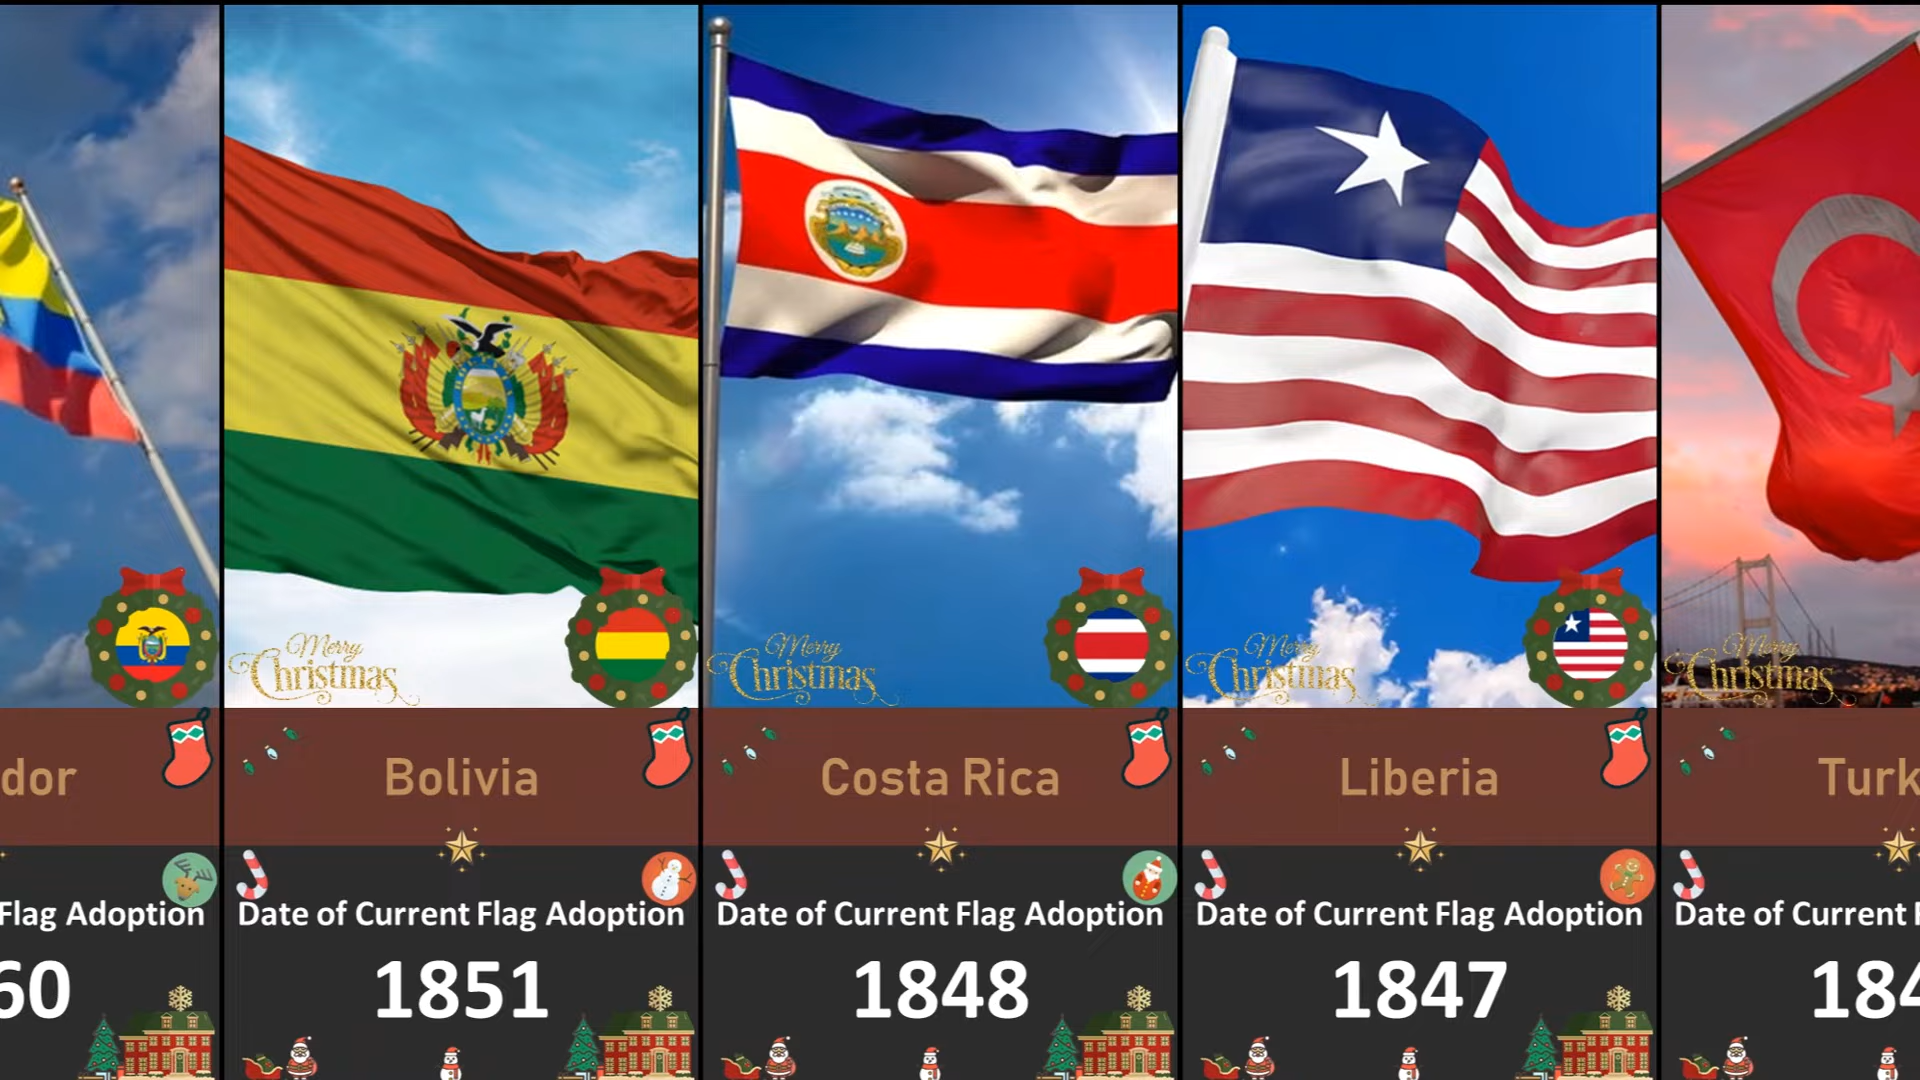 Merry
Christmas
Merry
Christmas
Merry
Christmas
Merry
Christmas
dor
Bolivia
Costa Rica
Liberia
Turk
Flag Adoption
Date of Current Flag Adoption
Date of Current Flag Adoption
Date of Current Flag Adoption
Date of Current F
60
1851
1848
1847
184